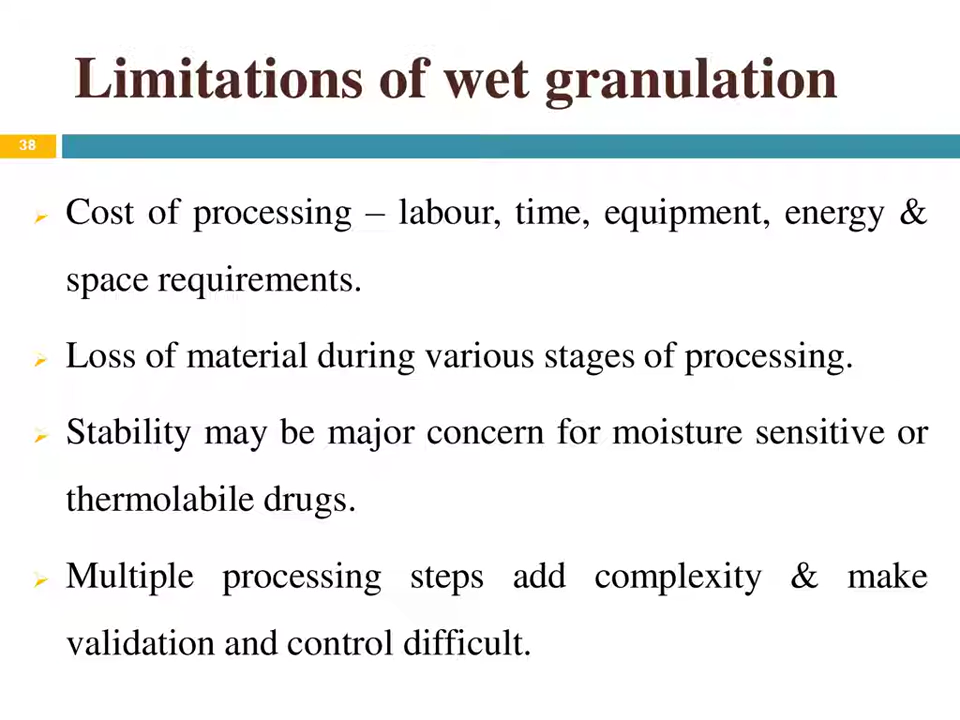 Limitations of wet granulation
38
Cost of processing – labour, time, equipment, energy &
space requirements.
Loss of material during various stages of processing.
Stability may be major concern for moisture sensitive or
thermolabile drugs.
Multiple processing steps add complexity & make
validation and control difficult.